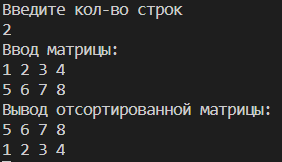 Введите кол-во строк
2
Ввод матрицы:
1 2 3 4
5 6 7 8
Вывод отсортированной матрицы:
5 6 7 8
1 2 3 4